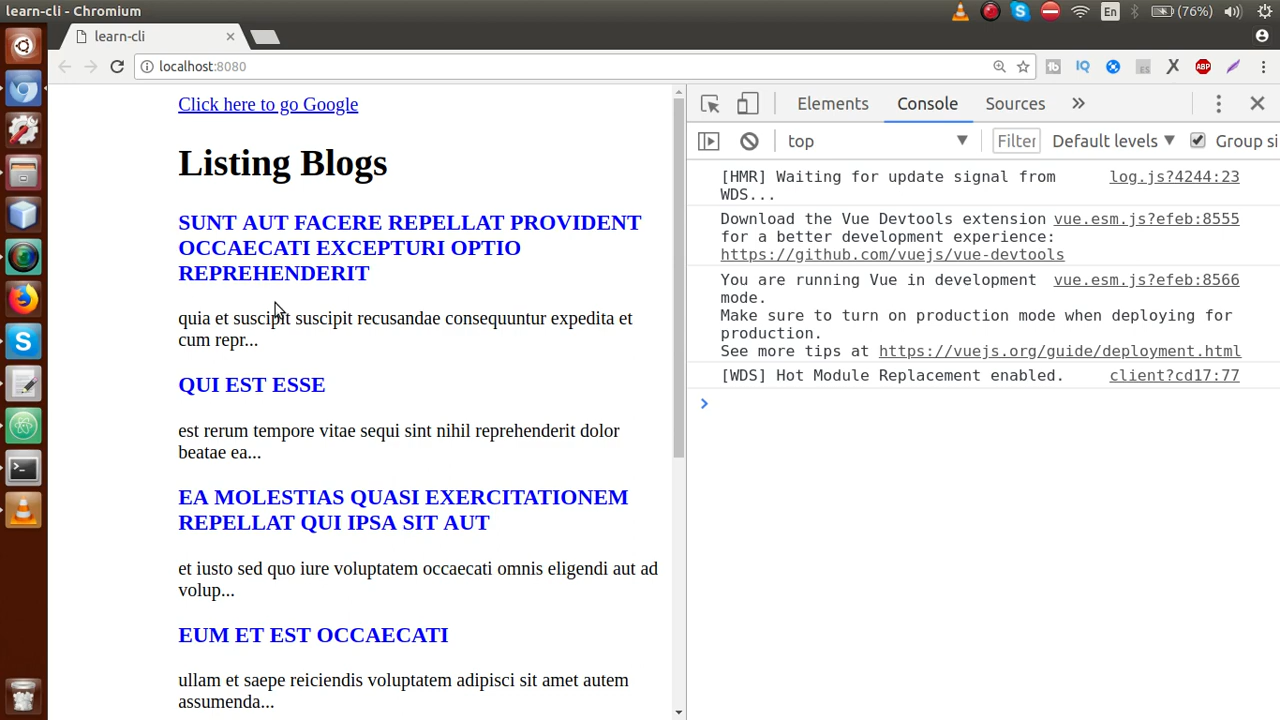 learn-cli - Chromium
En
(76%)
learn-cli
localhost:8080
IQ
ABP
Click here to go Google
Listing Blogs
SUNT AUT FACERE REPELLAT PROVIDENT
OCCAECATI EXCEPTURI OPTIO
REPREHENDERIT
quia et suscipit suscipit recusandae consequuntur expedita et
cum repr...
QUI EST ESSE
est rerum tempore vitae sequi sint nihil reprehenderit dolor
beatae ea...
EA MOLESTIAS QUASI EXERCITATIONEM
REPELLAT QUI IPSA SIT AUT
et iusto sed quo iure voluptatem occaecati omnis eligendi aut ad
volup...
EUM ET EST OCCAECATI
ullam et saepe reiciendis voluptatem adipisci sit amet autem
assumenda...
Elements Console Sources
top Filter Default levels Group si
[HMR] Waiting for update signal from log.js?4244:23
WDS...
Download the Vue Devtools extension vue.esm.js?efeb:8555
for a better development experience:
https://github.com/vuejs/vue-devtools
You are running Vue in development vue.esm.js?efeb:8566
mode.
Make sure to turn on production mode when deploying for
production.
See more tips at https://vuejs.org/guide/deployment.html
[WDS] Hot Module Replacement enabled. client?cd17:77